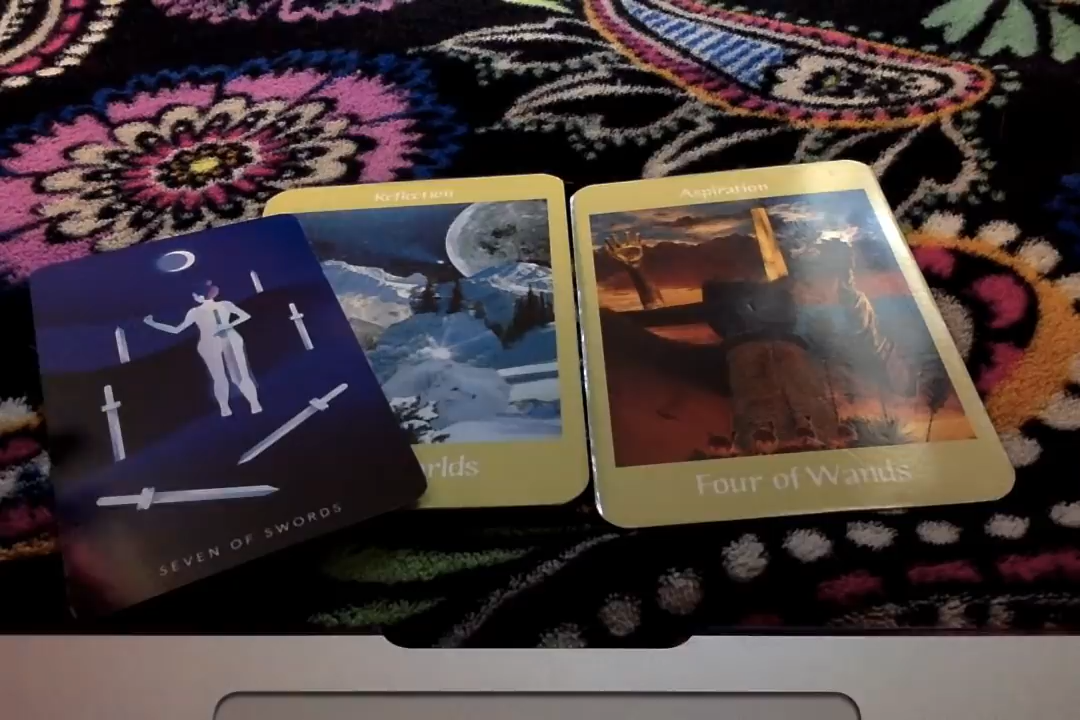 Reflection
Aspiration
SEVEN OF SWORDS
rlds
Four of Wands